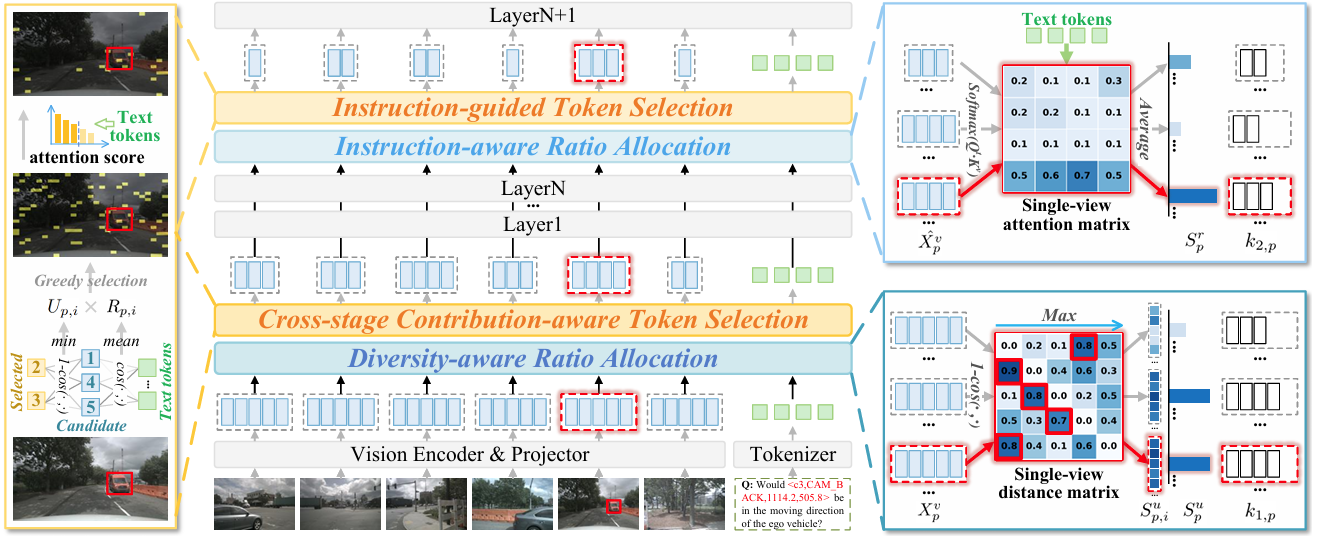 Text
tokens
attention score
Greedy selection
U_{p,i} × R_{p,i}
min
mean
Selected
2
3
1-cos(·,·)
1
4
5
cos(·,·)
...
Text tokens
Candidate
LayerN+1
Instruction-guided Token Selection
Instruction-aware Ratio Allocation
LayerN
...
Layer1
Cross-stage Contribution-aware Token Selection
Diversity-aware Ratio Allocation
Vision Encoder & Projector
Tokenizer
Q: Would <c3,CAM_B
ACK,1114.2,505.8> be
in the moving direction
of the ego vehicle?
Text tokens
Softmax(Q^t·K^v)
0.2 0.1 0.1 0.3
0.2 0.2 0.1 0.1
0.1 0.1 0.1 0.1
0.5 0.6 0.7 0.5
Average
...
...
...
...
Single-view
attention matrix
X̂_p^v
S_p^r
k_{2,p}
Max
1-cos(·,·)
0.0 0.2 0.1 0.8 0.5
0.9 0.0 0.4 0.6 0.3
0.1 0.8 0.0 0.2 0.4
0.5 0.3 0.7 0.0 0.4
0.8 0.4 0.1 0.6 0.0
...
...
...
...
Single-view
distance matrix
X_p^v
S_{p,i}^u
S_p^u
k_{1,p}